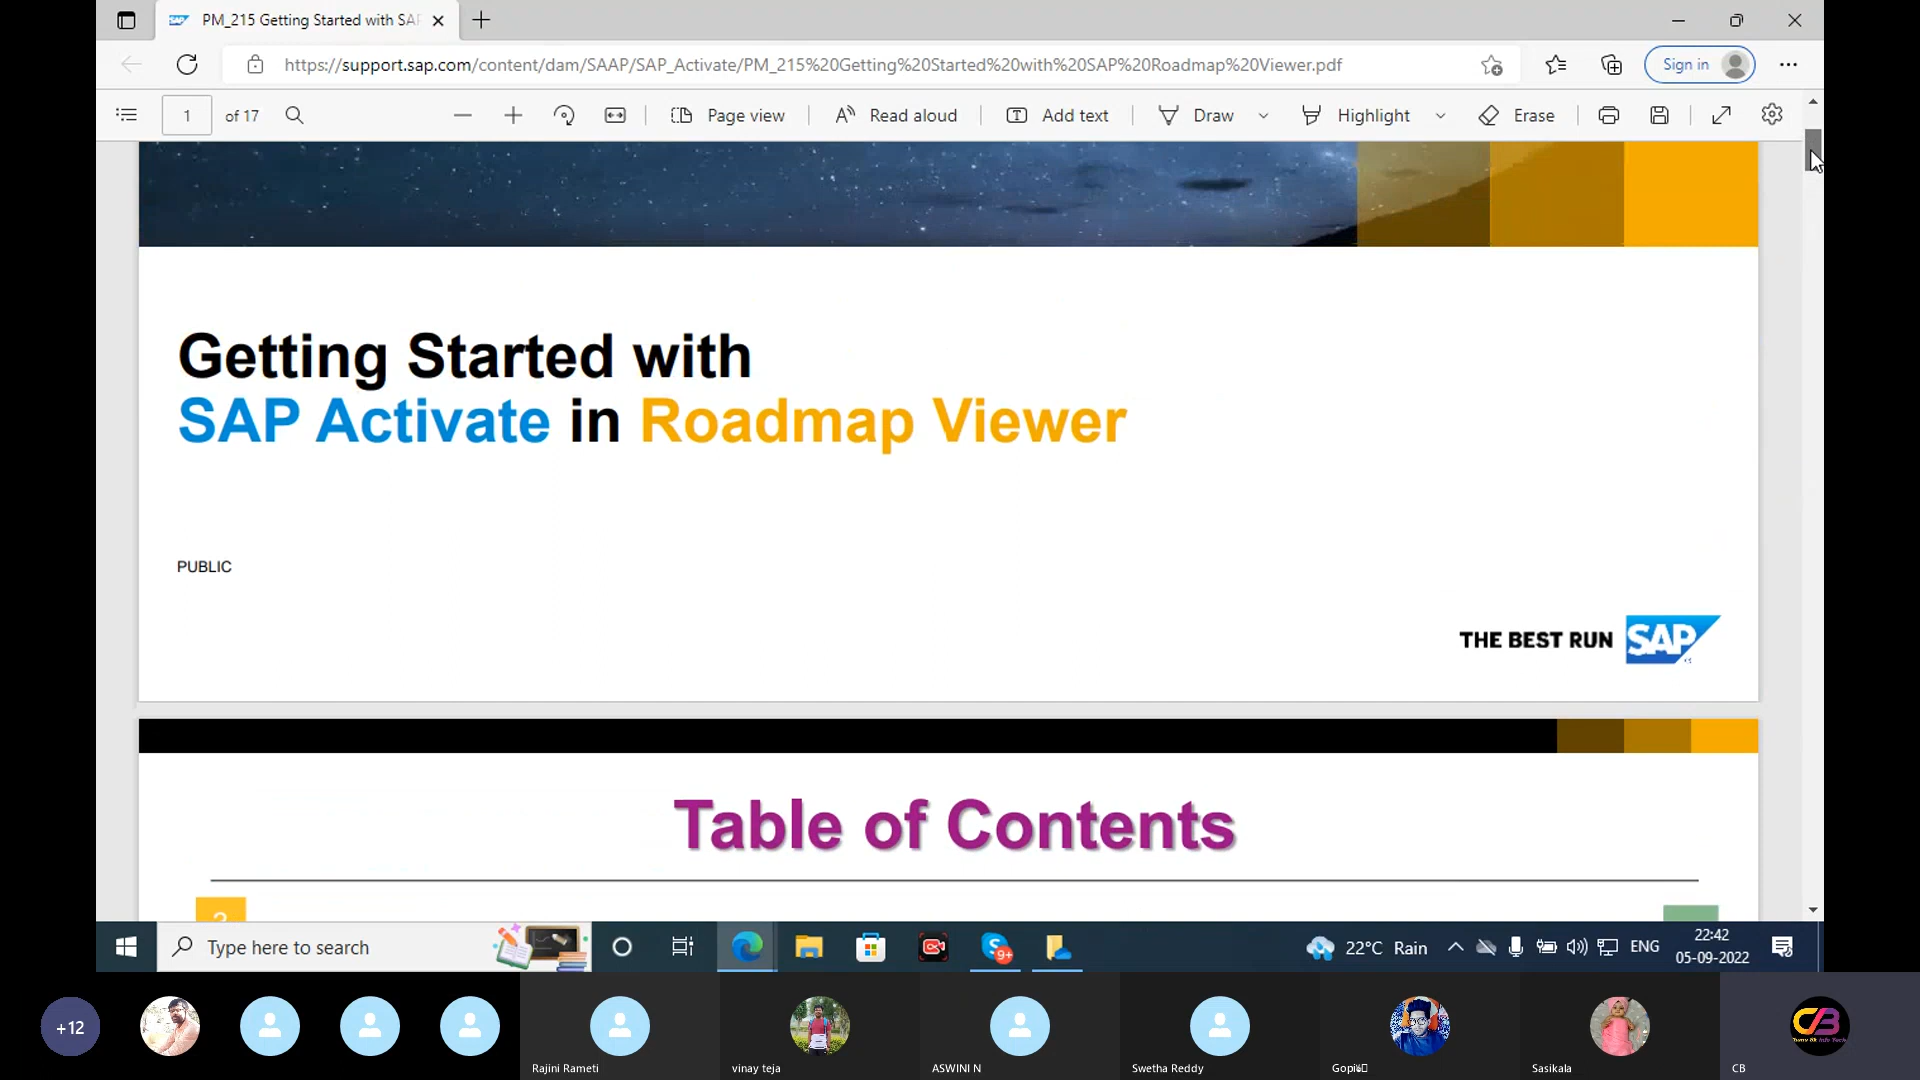 PM_215 Getting Started with SAP
https://support.sap.com/content/dam/SAAP/SAP_Activate/PM_215%20Getting%20Started%20with%20SAP%20Roadmap%20Viewer.pdf
Sign in
1 of 17
Page view
Read aloud
Add text
Draw
Highlight
Erase
Getting Started with
SAP Activate in Roadmap Viewer
PUBLIC
THE BEST RUN SAP
Table of Contents
Type here to search
9+
22°C Rain
ENG
22:42
05-09-2022
+12
Rajini Rameti
vinay teja
ASWINI N
Swetha Reddy
Sasikala
CB